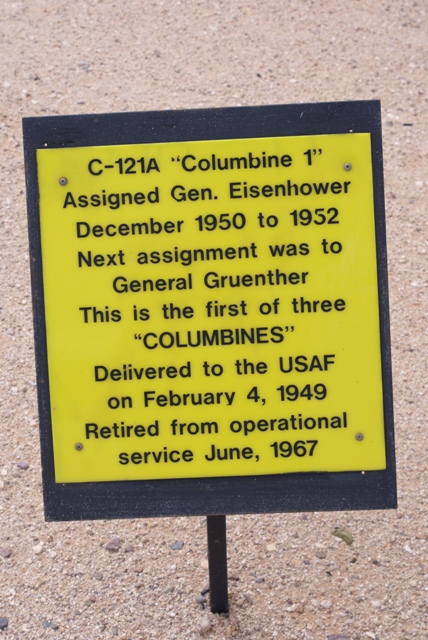 C-121A “Columbine 1”
Assigned Gen. Eisenhower
December 1950 to 1952
Next assignment was to
General Gruenther
This is the first of three
“COLUMBINES”
Delivered to the USAF
on February 4, 1949
Retired from operational
service June, 1967